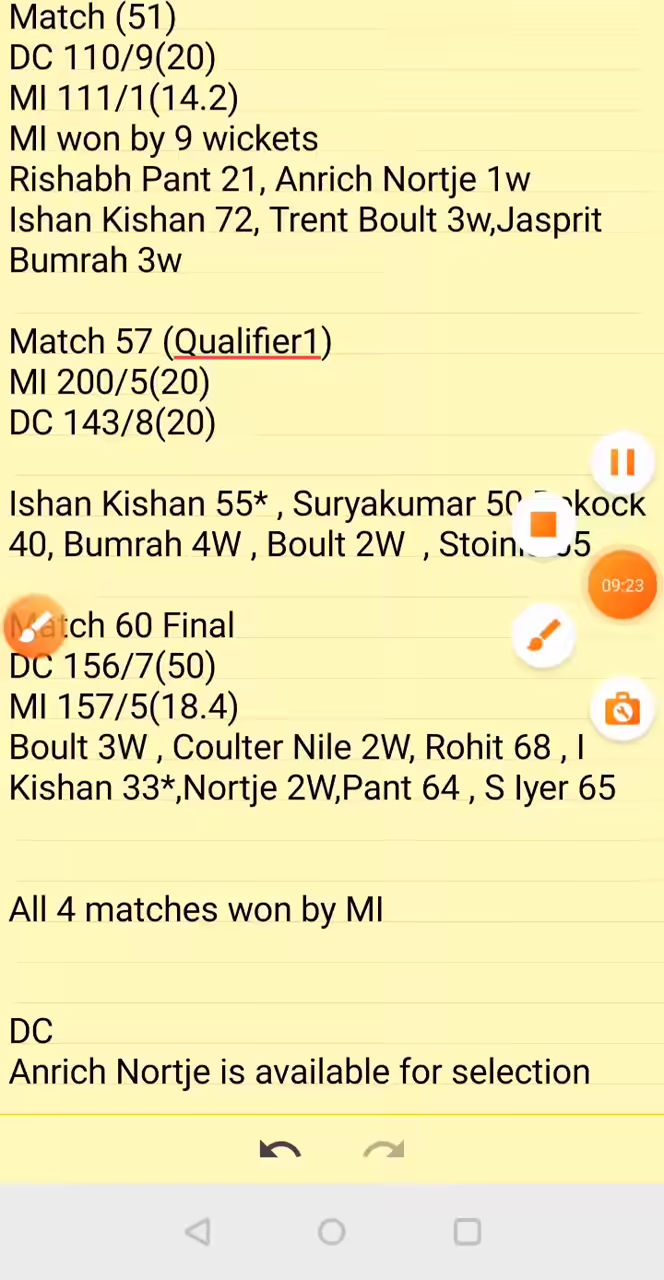 Match (51)
DC 110/9(20)
MI 111/1(14.2)
MI won by 9 wickets
Rishabh Pant 21, Anrich Nortje 1w
Ishan Kishan 72, Trent Boult 3w,Jasprit
Bumrah 3w
Match 57 (Qualifier1)
MI 200/5(20)
DC 143/8(20)
Ishan Kishan 55* , Suryakumar 50
40, Bumrah 4W , Boult 2W , 
09:23
Match 60 Final
DC 156/7(50)
MI 157/5(18.4)
Boult 3W , Coulter Nile 2W, Rohit 68 , I
Kishan 33*,Nortje 2W,Pant 64 , S Iyer 65
All 4 matches won by MI
DC
Anrich Nortje is available for selection